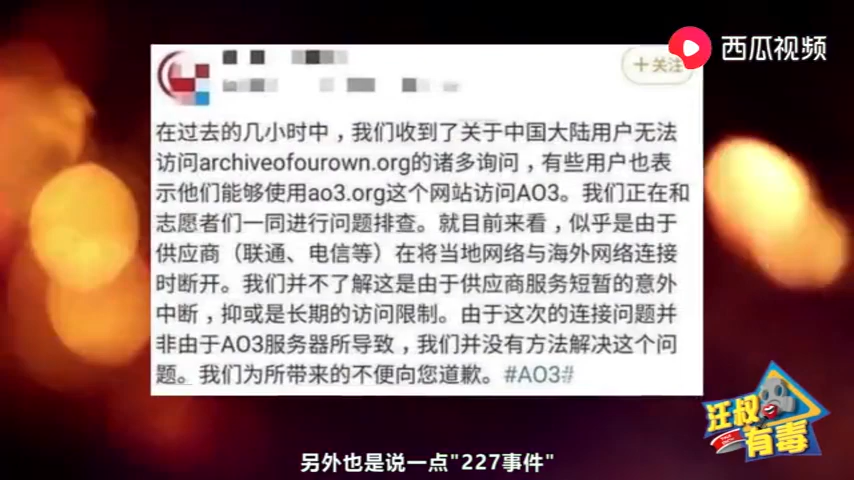 西瓜视频
+关注
在过去的几小时中，我们收到了关于中国大陆用户无法
访问archiveofourown.org的诸多询问，有些用户也表
示他们能够使用ao3.org这个网站访问AO3。我们正在和
志愿者们一同进行问题排查。就目前来看，似乎是由于
供应商（联通、电信等）在将当地网络与海外网络连接
时断开。我们并不了解这是由于供应商服务短暂的意外
中断，抑或是长期的访问限制。由于这次的连接问题并
非由于AO3服务器所导致，我们并没有方法解决这个问
题。我们为所带来的不便向您道歉。#AO3#
汪叔
有毒
另外也是说一点"227事件"